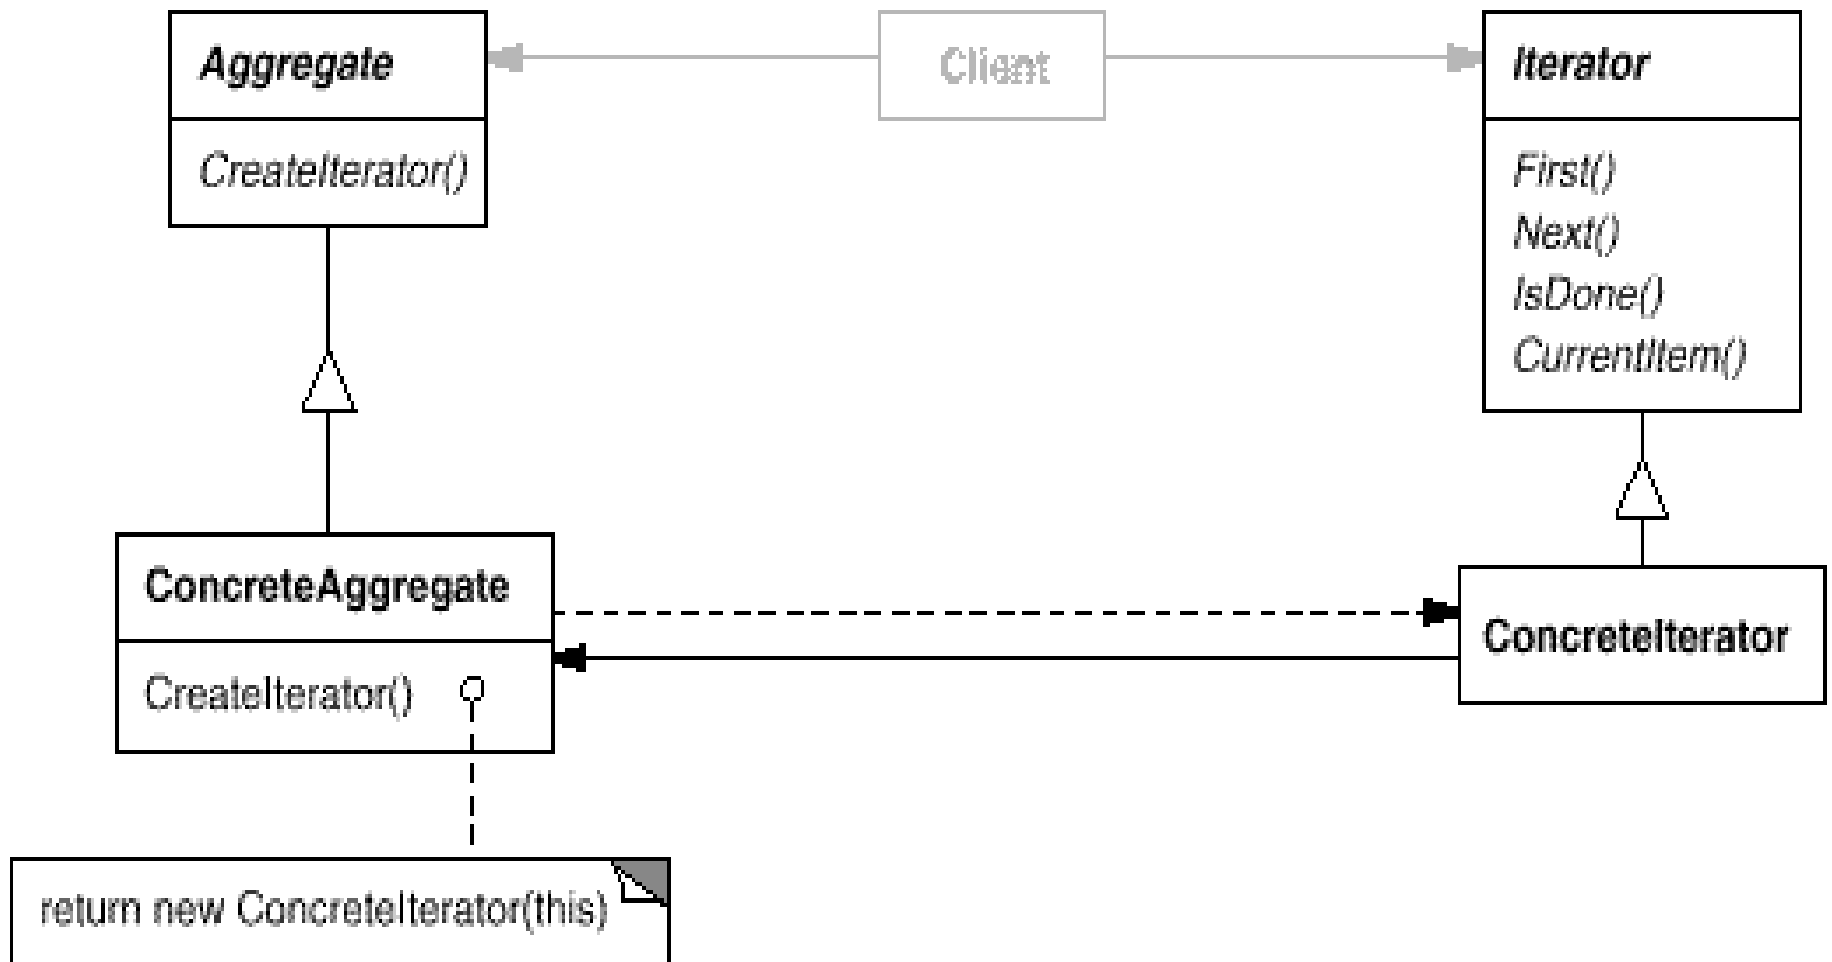 Aggregate
CreateIterator()
Client
Iterator
First()
Next()
IsDone()
CurrentItem()
ConcreteAggregate
CreateIterator()
ConcreteIterator
return new ConcreteIterator(this)